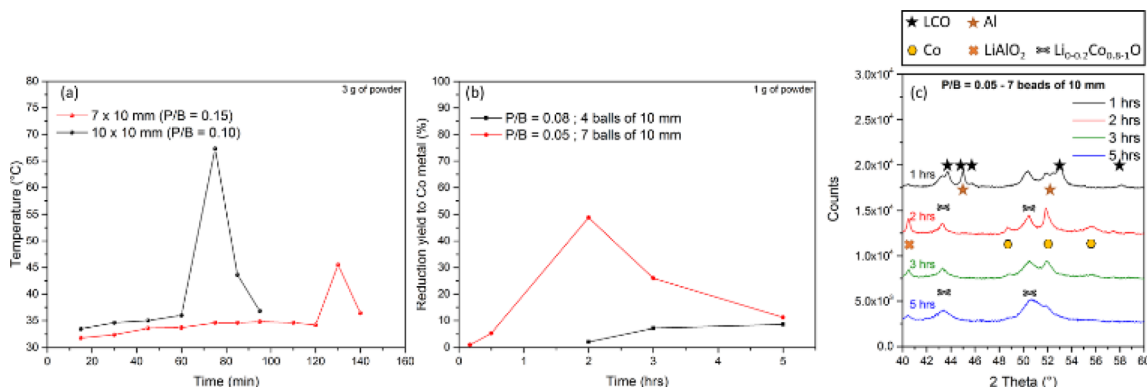 LCO Al
Co LiAlO₂ Li₀₋₀.₂Co₀.₈₋₁O
(a) 3 g of powder
7 x 10 mm (P/B = 0.15)
10 x 10 mm (P/B = 0.10)
Temperature (°C)
80
75
70
65
60
55
50
45
40
35
30
0 20 40 60 80 100 120 140 160
Time (min)
(b) 1 g of powder
P/B = 0.08 ; 4 balls of 10 mm
P/B = 0.05 ; 7 balls of 10 mm
Reduction yield to Co metal (%)
100
90
80
70
60
50
40
30
20
10
0
0 1 2 3 4 5
Time (hrs)
(c)
P/B = 0.05 - 7 beads of 10 mm
1 hrs
2 hrs
3 hrs
5 hrs
1 hrs
2 hrs
3 hrs
5 hrs
Counts
3.0x10⁴
2.5x10⁴
2.0x10⁴
1.5x10⁴
1.0x10⁴
0.0
40 42 44 46 48 50 52 54 56 58 60
2 Theta (°)